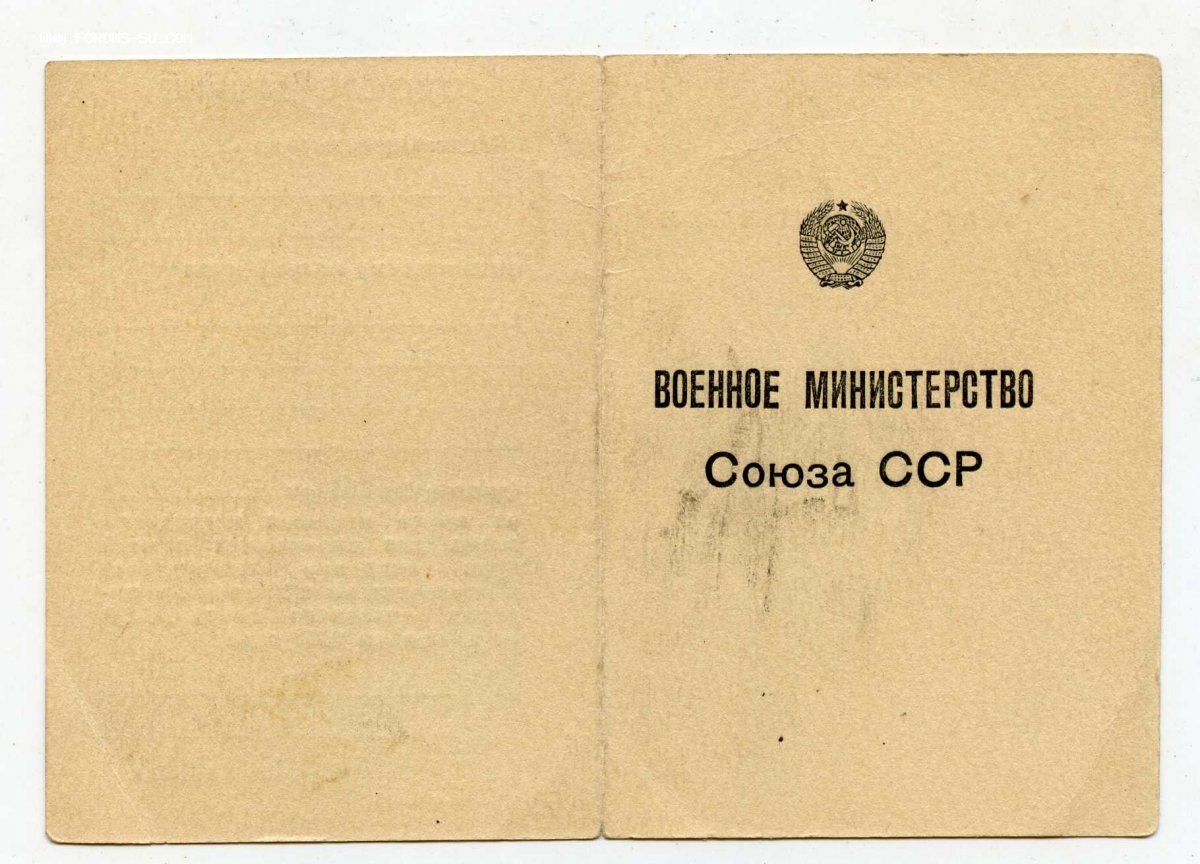 WWW.FORUMS-SU.COM
ВОЕННОЕ МИНИСТЕРСТВО
Союза ССР